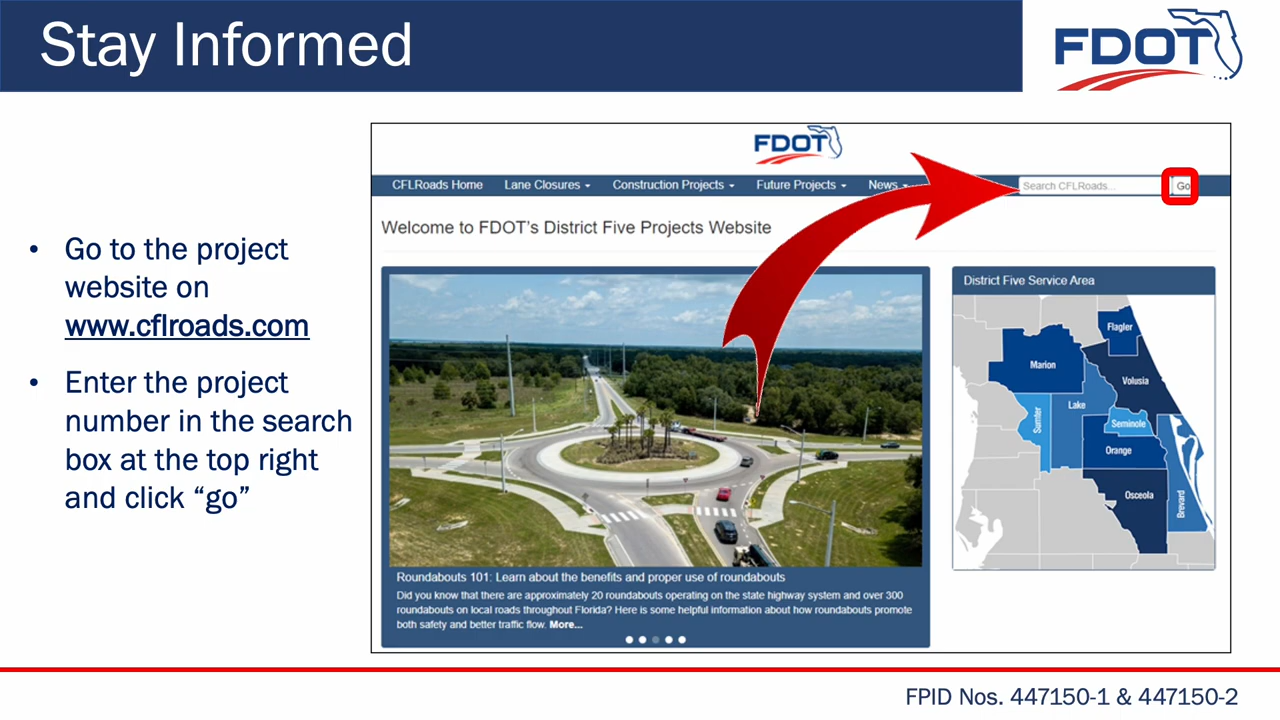 Stay Informed
FDOT
FDOT
CFLRoads Home Lane Closures Construction Projects Future Projects News Search CFLRoads... Go
Welcome to FDOT's District Five Projects Website
• Go to the project
website on
www.cflroads.com
• Enter the project
number in the search
box at the top right
and click “go”
District Five Service Area
Flagler
Marion
Volusia
Lake
Sumter
Seminole
Orange
Osceola
Brevard
Roundabouts 101: Learn about the benefits and proper use of roundabouts
Did you know that there are approximately 20 roundabouts operating on the state highway system and over 300
roundabouts on local roads throughout Florida? Here is some helpful information about how roundabouts promote
both safety and better traffic flow. More...
FPID Nos. 447150-1 & 447150-2